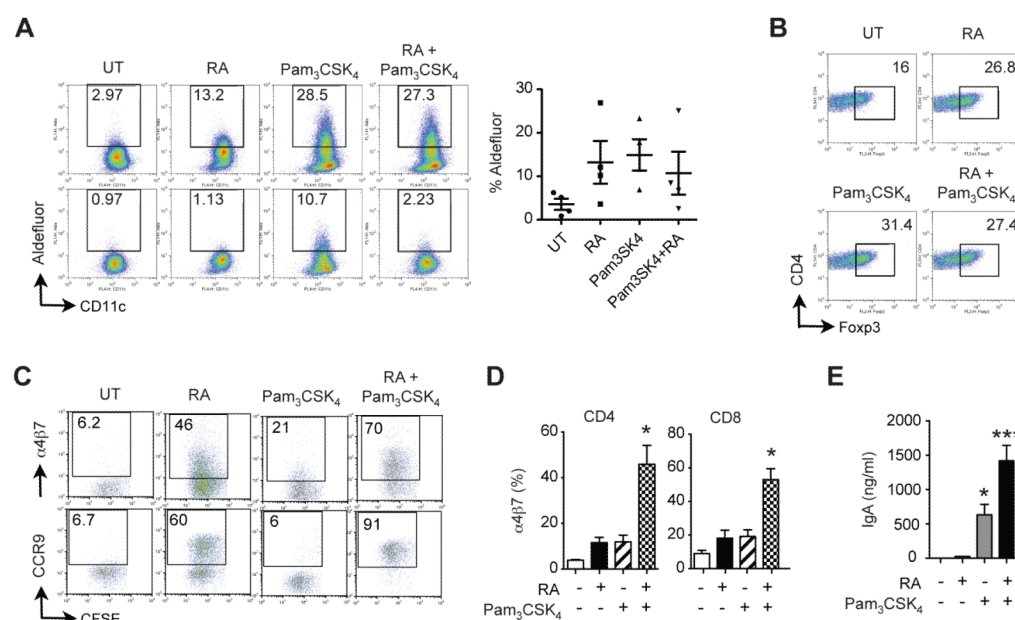 A
UT
RA
Pam₃CSK₄
RA +
Pam₃CSK₄
2.97
13.2
28.5
27.3
0.97
1.13
10.7
2.23
Aldefluor
CD11c
% Aldefluor
30
20
10
0
UT
RA
Pam3SK4
Pam3SK4+RA
B
UT
RA
16
26.8
Pam₃CSK₄
RA +
Pam₃CSK₄
31.4
27.4
CD4
Foxp3
C
UT
RA
Pam₃CSK₄
RA +
Pam₃CSK₄
6.2
46
21
70
α4β7
6.7
60
6
91
CCR9
CFSE
D
CD4
CD8
α4β7 (%)
60
40
20
0
*
80
60
40
20
0
*
RA
- + - +
- + - +
Pam₃CSK₄
- - + +
- - + +
E
IgA (ng/ml)
2000
1500
1000
500
0
*
***
RA
- + - +
Pam₃CSK₄
- - + +